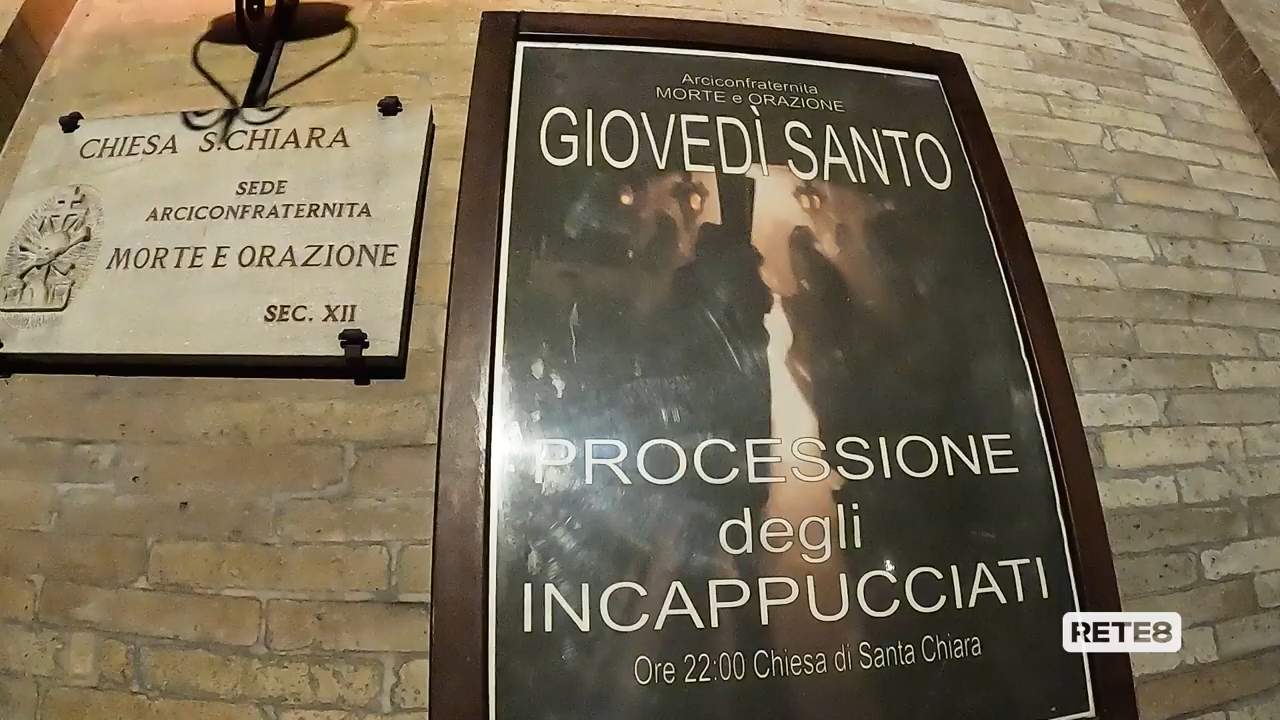 CHIESA S.CHIARA
SEDE
ARCICONFRATERNITA
MORTE E ORAZIONE
SEC. XII
Arciconfraternita
MORTE e ORAZIONE
GIOVEDÌ SANTO
PROCESSIONE
degli
INCAPPUCCIATI
Ore 22:00 Chiesa di Santa Chiara
RETE8